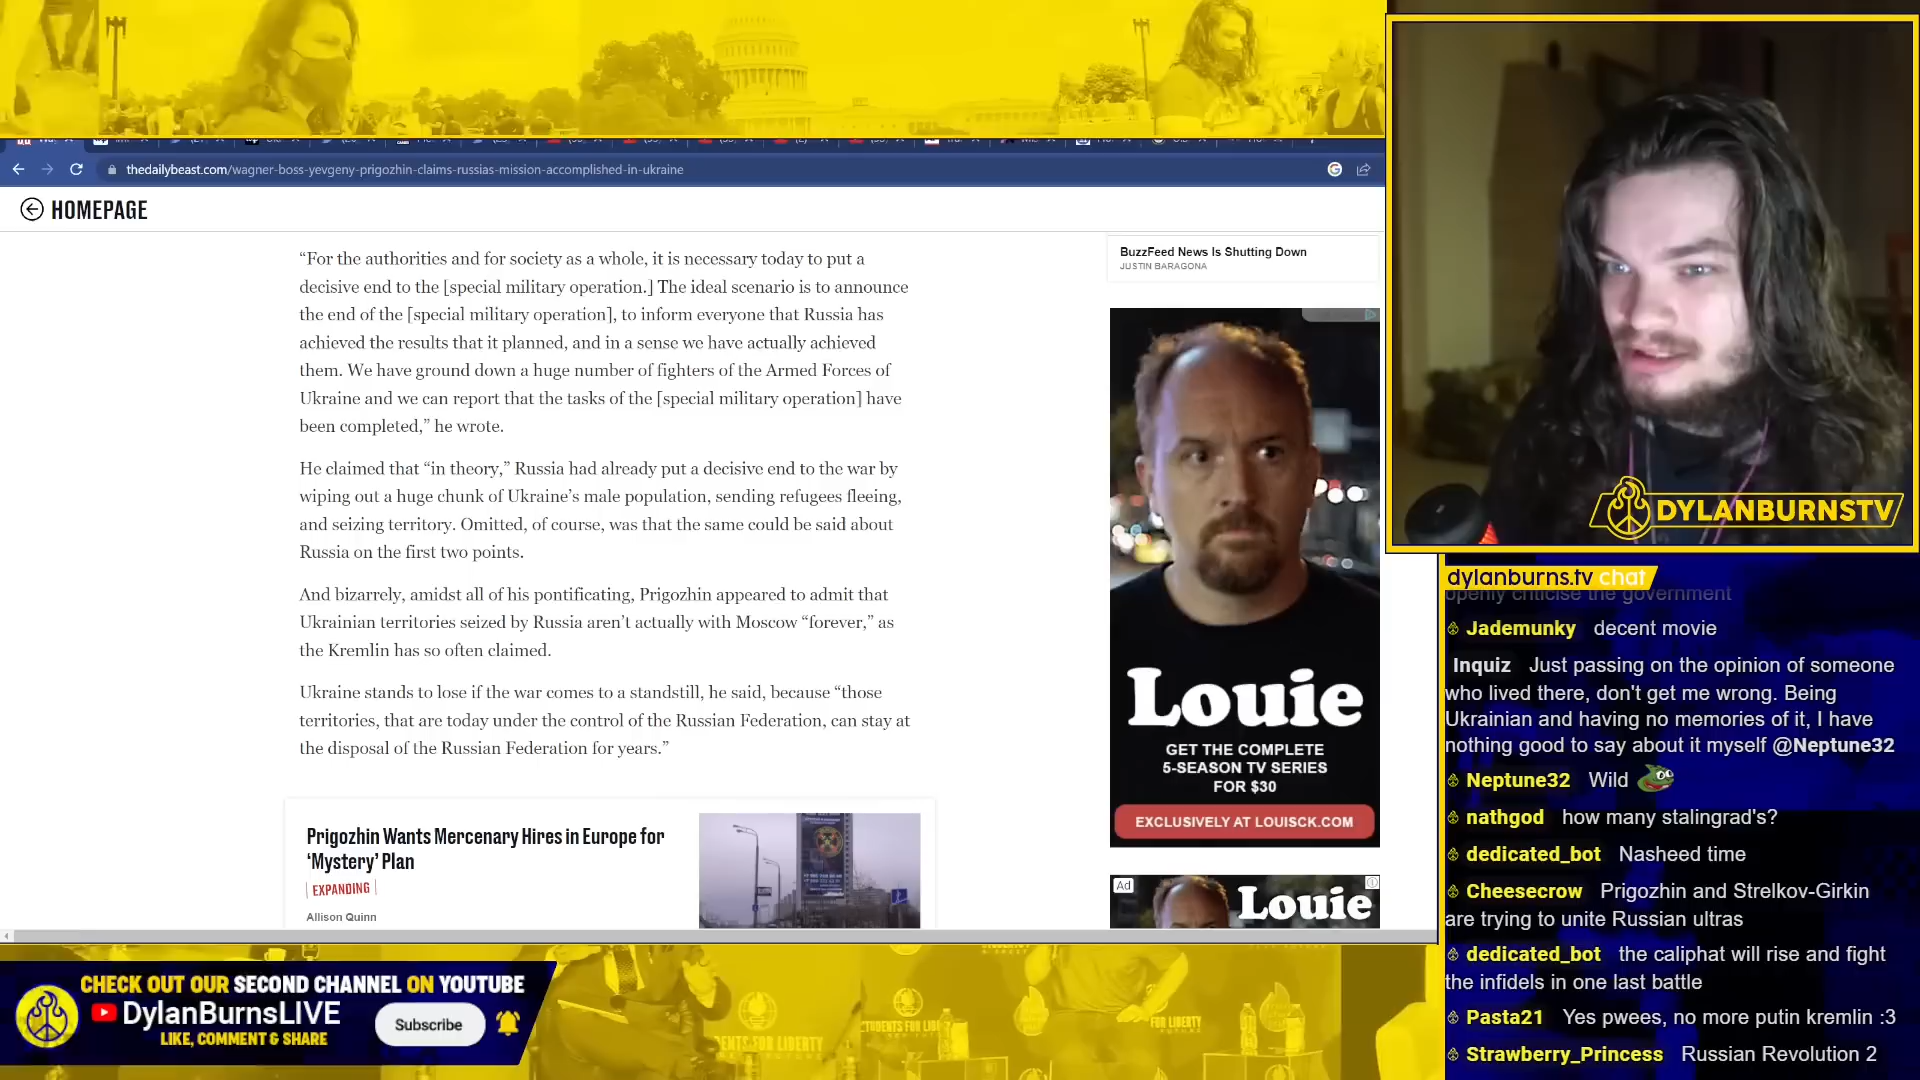 thedailybeast.com/wagner-boss-yevgeny-prigozhin-claims-russias-mission-accomplished-in-ukraine
HOMEPAGE
“For the authorities and for society as a whole, it is necessary today to put a
decisive end to the [special military operation.] The ideal scenario is to announce
the end of the [special military operation], to inform everyone that Russia has
achieved the results that it planned, and in a sense we have actually achieved
them. We have ground down a huge number of fighters of the Armed Forces of
Ukraine and we can report that the tasks of the [special military operation] have
been completed,” he wrote.
He claimed that “in theory,” Russia had already put a decisive end to the war by
wiping out a huge chunk of Ukraine’s male population, sending refugees fleeing,
and seizing territory. Omitted, of course, was that the same could be said about
Russia on the first two points.
And bizarrely, amidst all of his pontificating, Prigozhin appeared to admit that
Ukrainian territories seized by Russia aren’t actually with Moscow “forever,” as
the Kremlin has so often claimed.
Ukraine stands to lose if the war comes to a standstill, he said, because “those
territories, that are today under the control of the Russian Federation, can stay at
the disposal of the Russian Federation for years.”
Prigozhin Wants Mercenary Hires in Europe for
‘Mystery’ Plan
EXPANDING
Allison Quinn
BuzzFeed News Is Shutting Down
JUSTIN BARAGONA
Louie
GET THE COMPLETE
5-SEASON TV SERIES
FOR $30
EXCLUSIVELY AT LOUISCK.COM
Ad
Louie
DYLANBURNSTV
dylanburns.tv chat
openly criticise the government
Jademunky decent movie
Inquiz Just passing on the opinion of someone
who lived there, don't get me wrong. Being
Ukrainian and having no memories of it, I have
nothing good to say about it myself @Neptune32
Neptune32 Wild
nathgod how many stalingrad's?
dedicated_bot Nasheed time
Cheesecrow Prigozhin and Strelkov-Girkin
are trying to unite Russian ultras
dedicated_bot the caliphat will rise and fight
the infidels in one last battle
Pasta21 Yes pwees, no more putin kremlin :3
Strawberry_Princess Russian Revolution 2
CHECK OUT OUR SECOND CHANNEL ON YOUTUBE
DylanBurnsLIVE
LIKE, COMMENT & SHARE
Subscribe